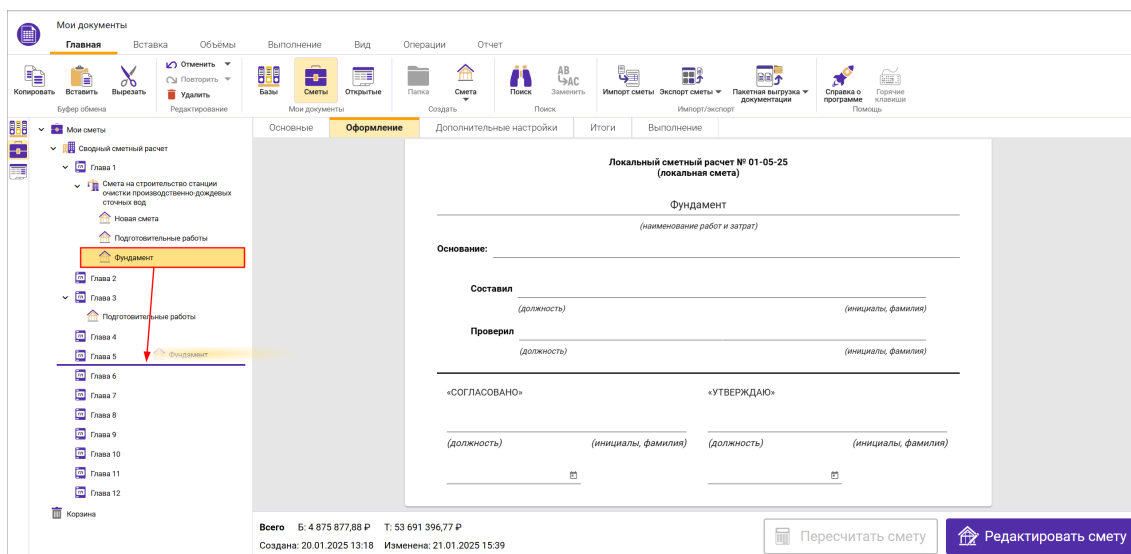 Мои документы
Главная Вставка Объёмы Выполнение Вид Операции Отчет
Копировать Вставить Вырезать Отменить Повторить Удалить Базы Сметы Открытые Папка Смета Поиск AB AC Заменить Импорт сметы Экспорт сметы Пакетная выгрузка документации Справка о программе Горячие клавиши
Буфер обмена Редактирование Мои документы Создать Поиск Импорт/экспорт Помощь
Основные Оформление Дополнительные настройки Итоги Выполнение
Мои сметы
Сводный сметный расчет
Глава 1
Смета на строительство станции
очистки производственно-дождевых
сточных вод
Новая смета
Подготовительные работы
Фундамент
Глава 2
Глава 3
Подготовительные работы
Глава 4
Глава 5 Фундамент
Глава 6
Глава 7
Глава 8
Глава 9
Глава 10
Глава 11
Глава 12
Корзина
Локальный сметный расчет № 01-05-25
(локальная смета)
Фундамент
(наименование работ и затрат)
Основание:
Составил
(должность) (инициалы, фамилия)
Проверил
(должность) (инициалы, фамилия)
«СОГЛАСОВАНО» «УТВЕРЖДАЮ»
(должность) (инициалы, фамилия) (должность) (инициалы, фамилия)
Всего Б: 4 875 877,88 ₽ Т: 53 691 396,77 ₽
Создана: 20.01.2025 13:18 Изменена: 21.01.2025 15:39
Пересчитать смету Редактировать смету